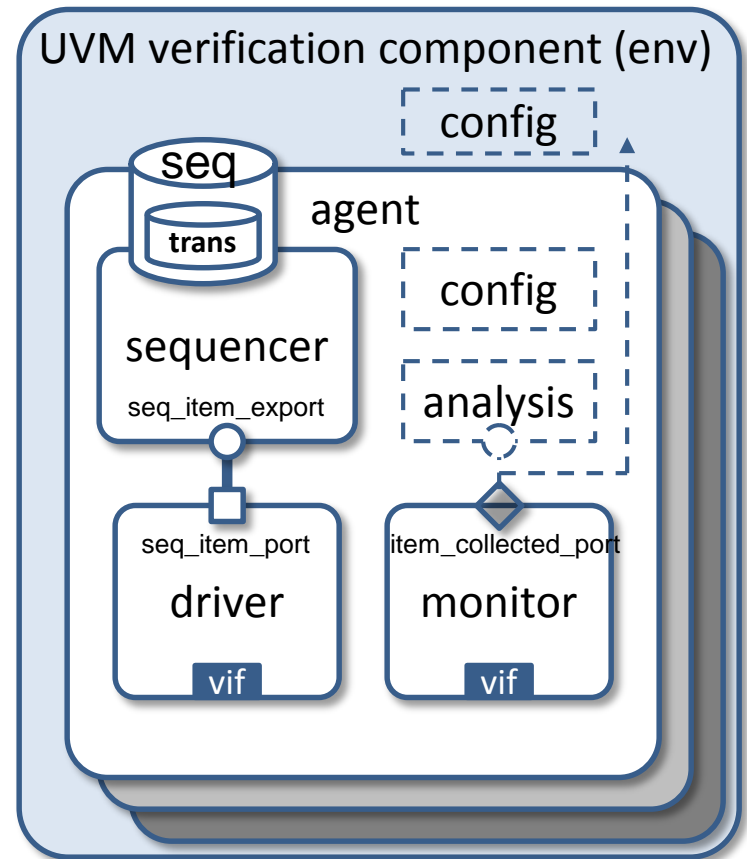 UVM verification component (env)
config
seq
trans
agent
config
sequencer
seq_item_export
analysis
seq_item_port
driver
vif
item_collected_port
monitor
vif